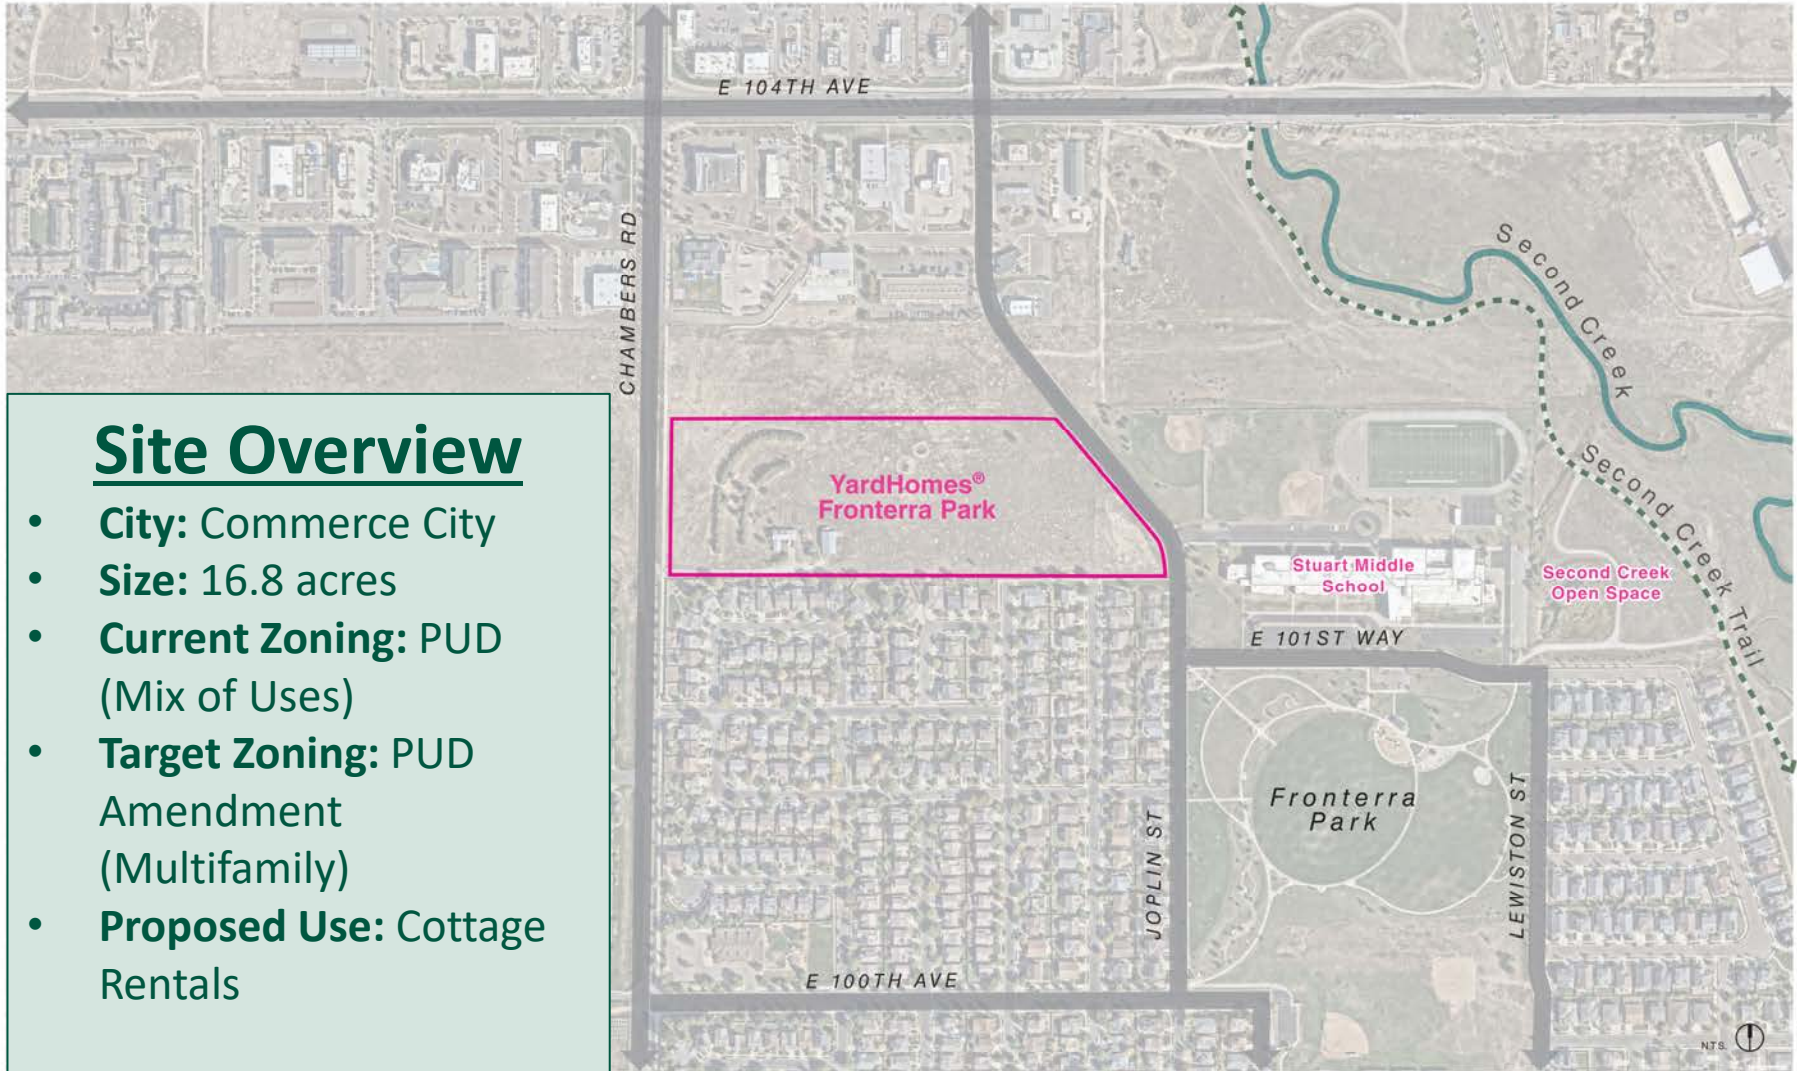 E 104TH AVE
CHAMBERS RD
Second Creek
Site Overview
• City: Commerce City
• Size: 16.8 acres
• Current Zoning: PUD
(Mix of Uses)
• Target Zoning: PUD
Amendment
(Multifamily)
• Proposed Use: Cottage
Rentals
YardHomes®
Fronterra Park
Second Creek Trail
Stuart Middle
School
Second Creek
Open Space
E 101ST WAY
Fronterra
Park
JOPLIN ST
LEWISTON ST
E 100TH AVE
NTS